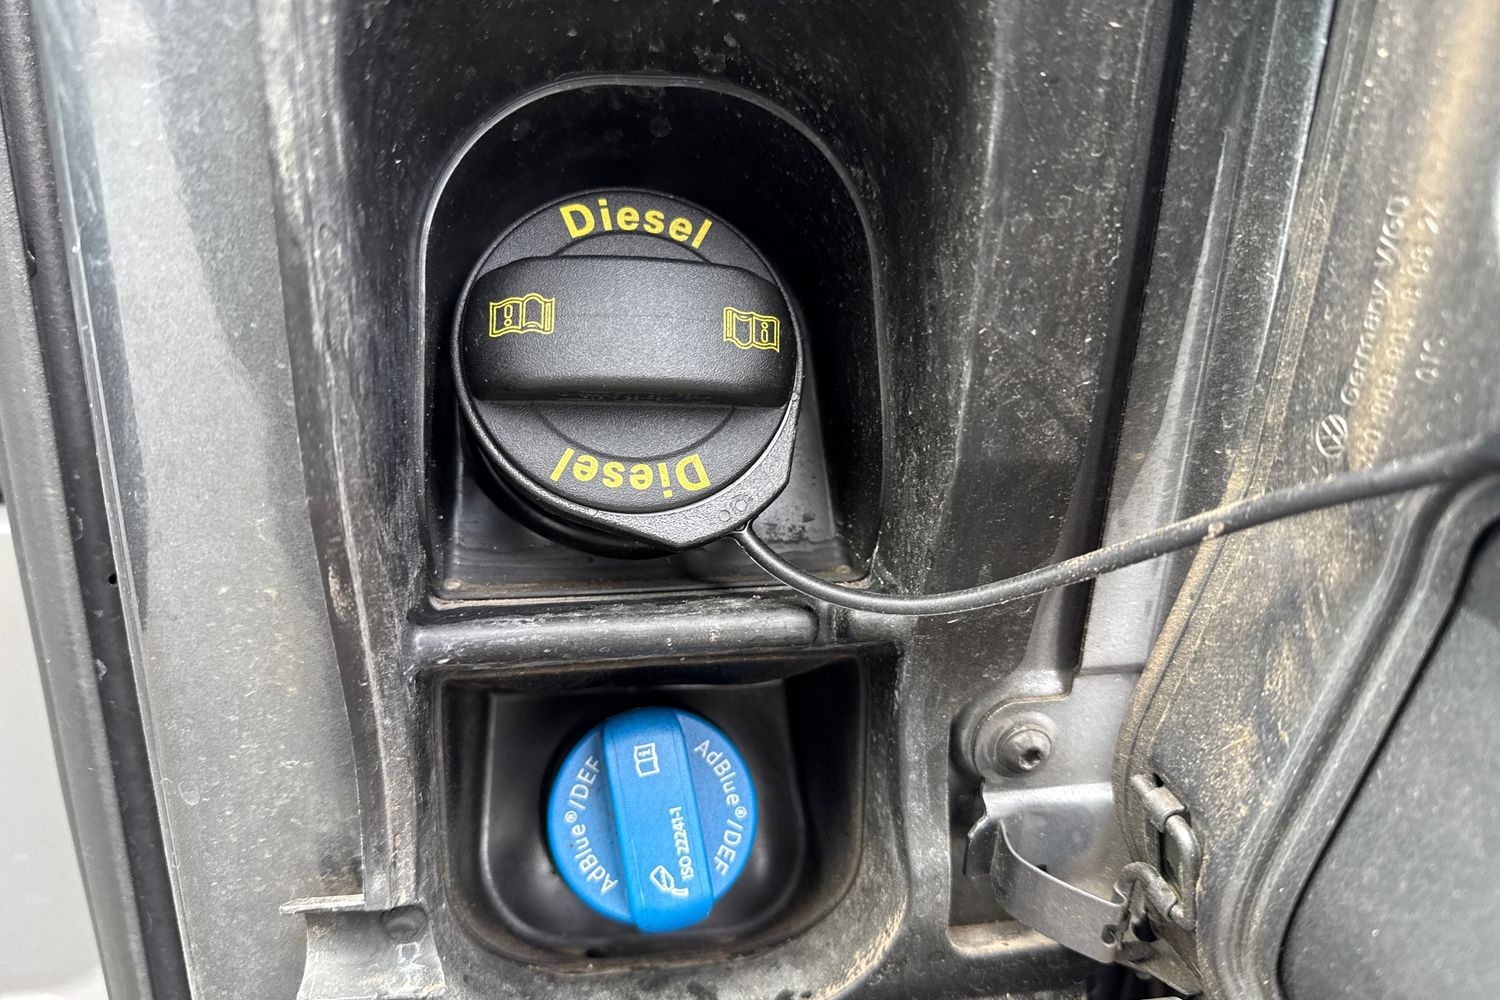 Diesel
Diesel
AdBlue®/DEF
AdBlue®/DEF
ISO 22241-1
Germany